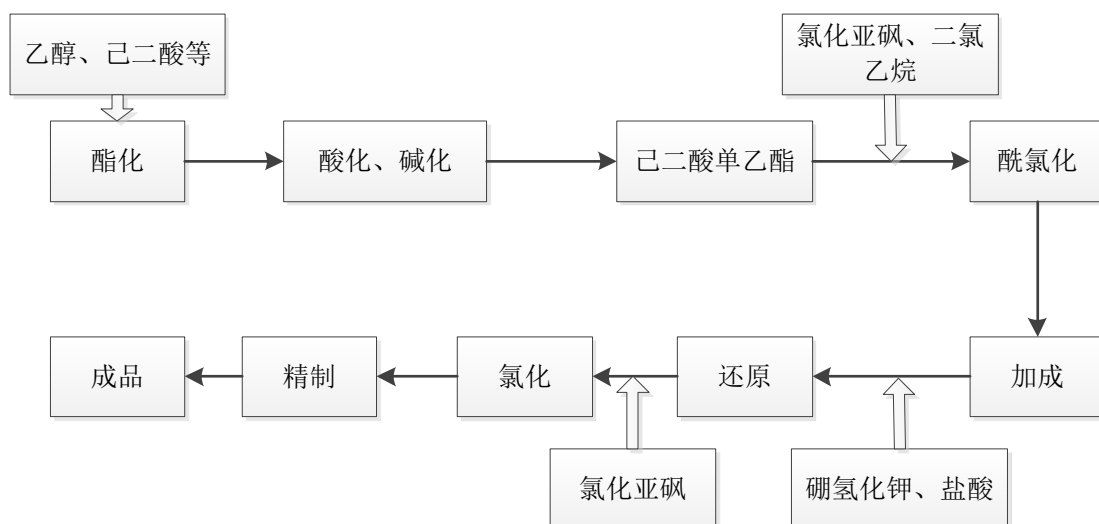 乙醇、己二酸等
氯化亚砜、二氯
乙烷
酯化
酸化、碱化
己二酸单乙酯
酰氯化
成品
精制
氯化
还原
加成
氯化亚砜
硼氢化钾、盐酸